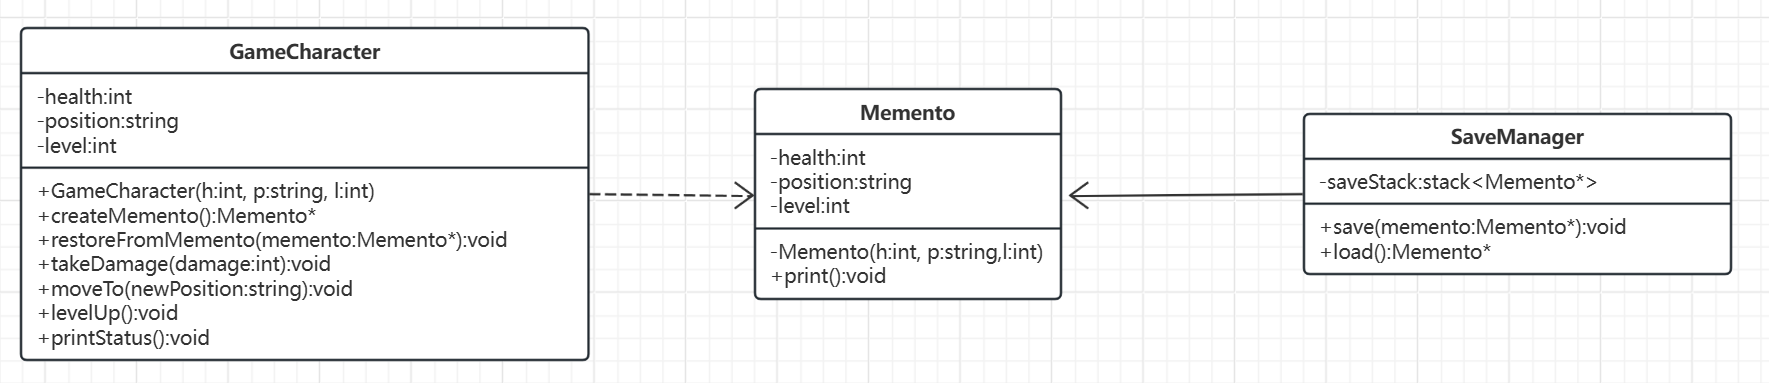 GameCharacter
-health:int
-position:string
-level:int
+GameCharacter(h:int, p:string, l:int)
+createMemento():Memento*
+restoreFromMemento(memento:Memento*):void
+takeDamage(damage:int):void
+moveTo(newPosition:string):void
+levelUp():void
+printStatus():void
Memento
-health:int
-position:string
-level:int
-Memento(h:int, p:string,l:int)
+print():void
SaveManager
-saveStack:stack<Memento*>
+save(memento:Memento*):void
+load():Memento*